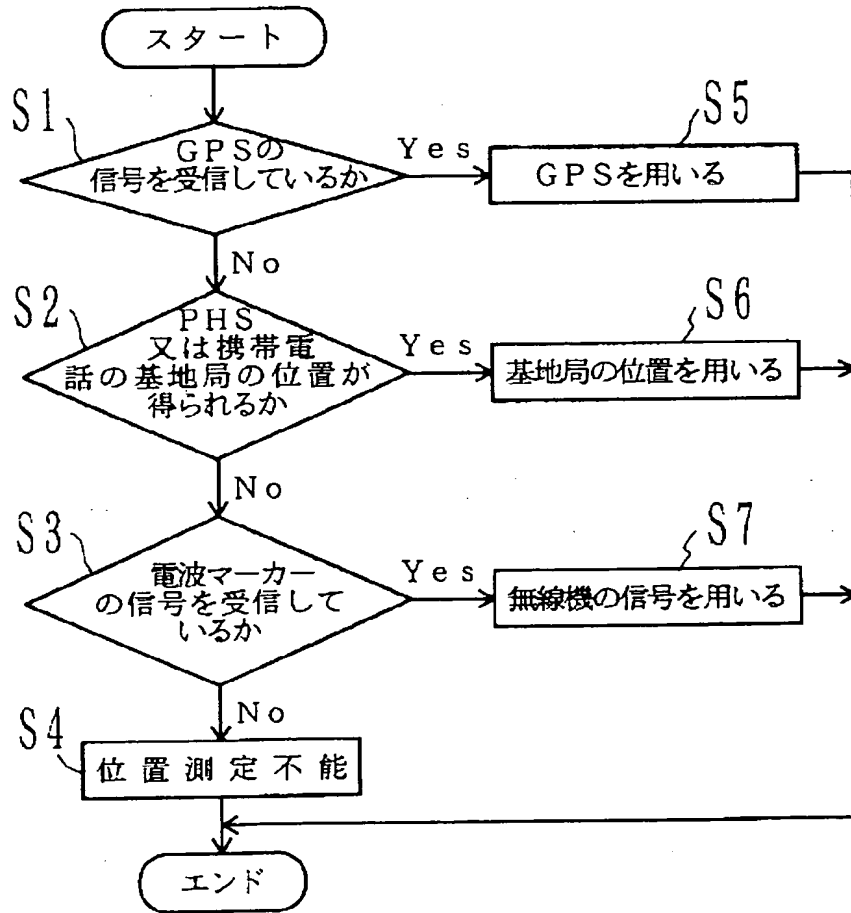 スタート
S1
GPSの
信号を受信しているか
Yes
S5
GPSを用いる
No
S2
PHS
又は携帯電
話の基地局の位置が
得られるか
Yes
S6
基地局の位置を用いる
No
S3
電波マーカー
の信号を受信して
いるか
Yes
S7
無線機の信号を用いる
No
S4
位置測定不能
エンド